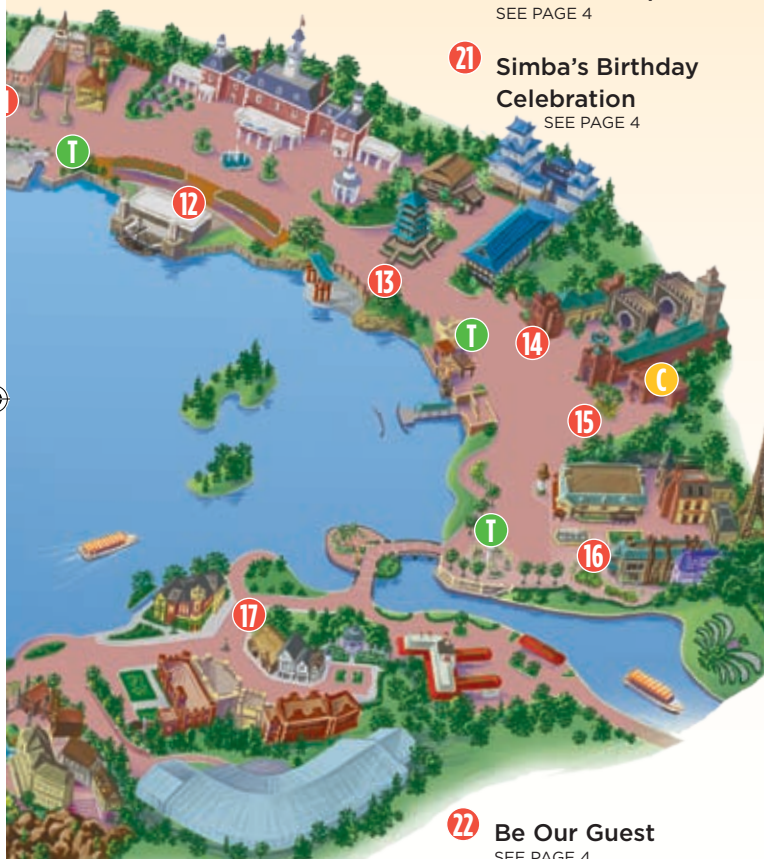 SEE PAGE 4
21 Simba's Birthday
Celebration
SEE PAGE 4
T
12
13
T
14
C
15
T
16
17
22 Be Our Guest
SEE PAGE 4